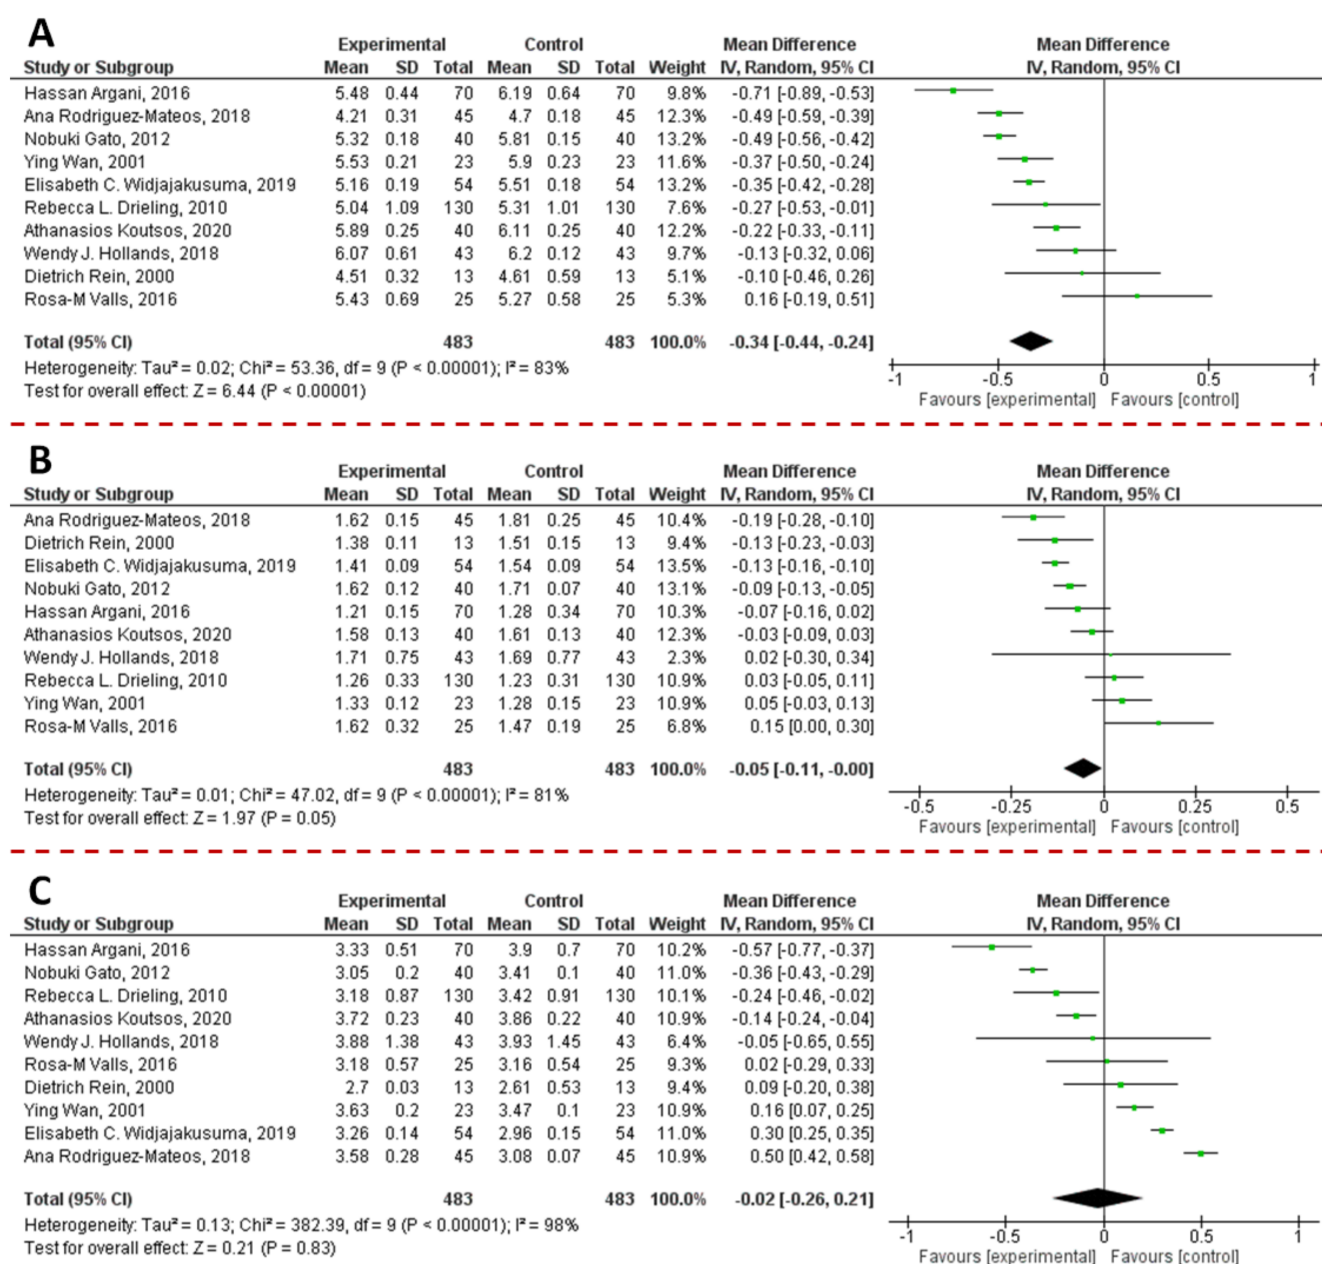 A
Experimental Control Mean Difference Mean Difference
Study or Subgroup Mean SD Total Mean SD Total Weight IV, Random, 95% CI IV, Random, 95% CI
Hassan Argani, 2016 5.48 0.44 70 6.19 0.64 70 9.8% -0.71 [-0.89, -0.53]
Ana Rodriguez-Mateos, 2018 4.21 0.31 45 4.7 0.18 45 12.3% -0.49 [-0.59, -0.39]
Nobuki Gato, 2012 5.32 0.18 40 5.81 0.15 40 13.2% -0.49 [-0.56, -0.42]
Ying Wan, 2001 5.53 0.21 23 5.9 0.23 23 11.6% -0.37 [-0.50, -0.24]
Elisabeth C. Widjajakusuma, 2019 5.16 0.19 54 5.51 0.18 54 13.2% -0.35 [-0.42, -0.28]
Rebecca L. Drieling, 2010 5.04 1.09 130 5.31 1.01 130 7.6% -0.27 [-0.53, -0.01]
Athanasios Koutsos, 2020 5.89 0.25 40 6.11 0.25 40 12.2% -0.22 [-0.33, -0.11]
Wendy J. Hollands, 2018 6.07 0.61 43 6.2 0.12 43 9.7% -0.13 [-0.32, 0.06]
Dietrich Rein, 2000 4.51 0.32 13 4.61 0.59 13 5.1% -0.10 [-0.46, 0.26]
Rosa-M Valls, 2016 5.43 0.69 25 5.27 0.58 25 5.3% 0.16 [-0.19, 0.51]
Total (95% CI) 483 483 100.0% -0.34 [-0.44, -0.24]
Heterogeneity: Tau² = 0.02; Chi² = 53.36, df = 9 (P < 0.00001); I² = 83%
Test for overall effect: Z = 6.44 (P < 0.00001)
-1 -0.5 0 0.5 1
Favours [experimental] Favours [control]
B
Experimental Control Mean Difference Mean Difference
Study or Subgroup Mean SD Total Mean SD Total Weight IV, Random, 95% CI IV, Random, 95% CI
Ana Rodriguez-Mateos, 2018 1.62 0.15 45 1.81 0.25 45 10.4% -0.19 [-0.28, -0.10]
Dietrich Rein, 2000 1.38 0.11 13 1.51 0.15 13 9.4% -0.13 [-0.23, -0.03]
Elisabeth C. Widjajakusuma, 2019 1.41 0.09 54 1.54 0.09 54 13.5% -0.13 [-0.16, -0.10]
Nobuki Gato, 2012 1.62 0.12 40 1.71 0.07 40 13.1% -0.09 [-0.13, -0.05]
Hassan Argani, 2016 1.21 0.15 70 1.28 0.34 70 10.3% -0.07 [-0.16, 0.02]
Athanasios Koutsos, 2020 1.58 0.13 40 1.61 0.13 40 12.3% -0.03 [-0.09, 0.03]
Wendy J. Hollands, 2018 1.71 0.75 43 1.69 0.77 43 2.3% 0.02 [-0.30, 0.34]
Rebecca L. Drieling, 2010 1.26 0.33 130 1.23 0.31 130 10.9% 0.03 [-0.05, 0.11]
Ying Wan, 2001 1.33 0.12 23 1.28 0.15 23 10.9% 0.05 [-0.03, 0.13]
Rosa-M Valls, 2016 1.62 0.32 25 1.47 0.19 25 6.8% 0.15 [0.00, 0.30]
Total (95% CI) 483 483 100.0% -0.05 [-0.11, -0.00]
Heterogeneity: Tau² = 0.01; Chi² = 47.02, df = 9 (P < 0.00001); I² = 81%
Test for overall effect: Z = 1.97 (P = 0.05)
-0.5 -0.25 0 0.25 0.5
Favours [experimental] Favours [control]
C
Experimental Control Mean Difference Mean Difference
Study or Subgroup Mean SD Total Mean SD Total Weight IV, Random, 95% CI IV, Random, 95% CI
Hassan Argani, 2016 3.33 0.51 70 3.9 0.7 70 10.2% -0.57 [-0.77, -0.37]
Nobuki Gato, 2012 3.05 0.2 40 3.41 0.1 40 11.0% -0.36 [-0.43, -0.29]
Rebecca L. Drieling, 2010 3.18 0.87 130 3.42 0.91 130 10.1% -0.24 [-0.46, -0.02]
Athanasios Koutsos, 2020 3.72 0.23 40 3.86 0.22 40 10.9% -0.14 [-0.24, -0.04]
Wendy J. Hollands, 2018 3.88 1.38 43 3.93 1.45 43 6.4% -0.05 [-0.65, 0.55]
Rosa-M Valls, 2016 3.18 0.57 25 3.16 0.54 25 9.3% 0.02 [-0.29, 0.33]
Dietrich Rein, 2000 2.7 0.03 13 2.61 0.53 13 9.4% 0.09 [-0.20, 0.38]
Ying Wan, 2001 3.63 0.2 23 3.47 0.1 23 10.9% 0.16 [0.07, 0.25]
Elisabeth C. Widjajakusuma, 2019 3.26 0.14 54 2.96 0.15 54 11.0% 0.30 [0.25, 0.35]
Ana Rodriguez-Mateos, 2018 3.58 0.28 45 3.08 0.07 45 10.9% 0.50 [0.42, 0.58]
Total (95% CI) 483 483 100.0% -0.02 [-0.26, 0.21]
Heterogeneity: Tau² = 0.13; Chi² = 382.39, df = 9 (P < 0.00001); I² = 98%
Test for overall effect: Z = 0.21 (P = 0.83)
-1 -0.5 0 0.5 1
Favours [experimental] Favours [control]